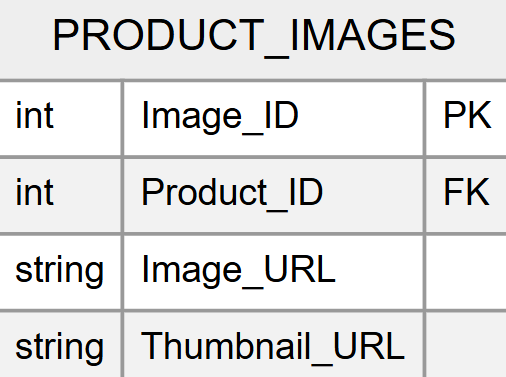 PRODUCT_IMAGES
int Image_ID PK
int Product_ID FK
string Image_URL
string Thumbnail_URL